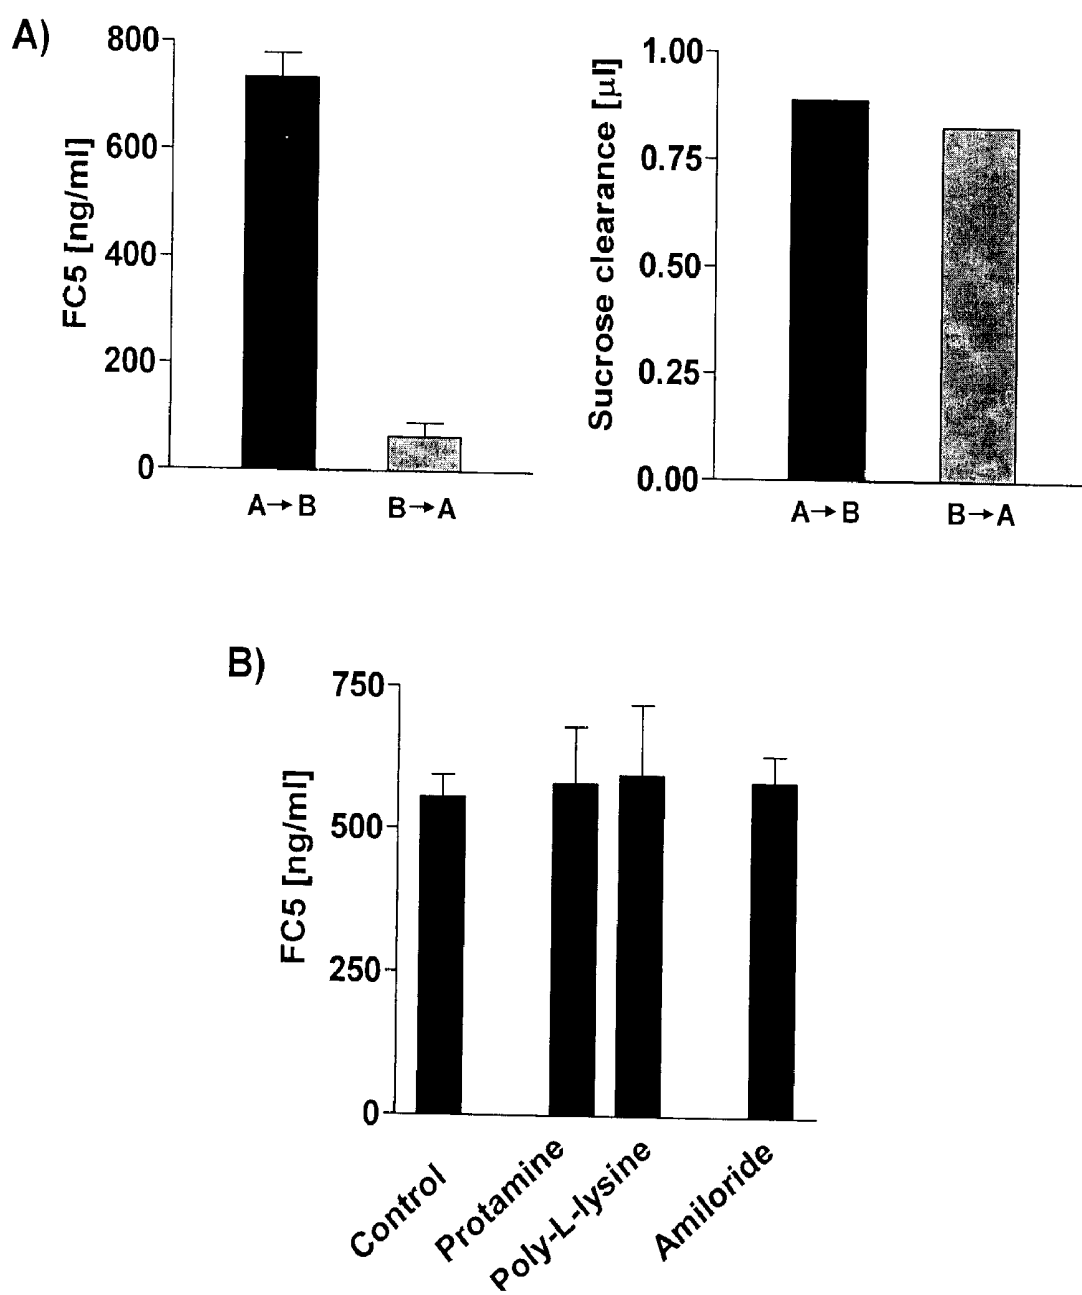 A)
FC5 [ng/ml]
800
600
400
200
0
A→B
B→A
Sucrose clearance [µl]
1.00
0.75
0.50
0.25
0.00
A→B
B→A
B)
FC5 [ng/ml]
750
500
250
0
Control
Protamine
Poly-L-lysine
Amiloride